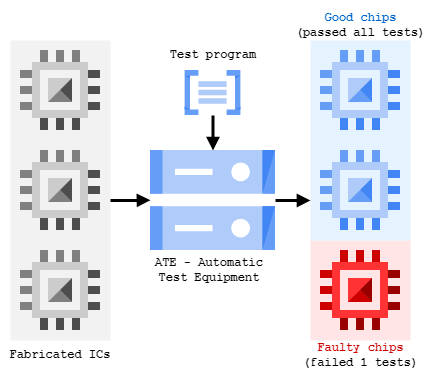 Good chips
(passed all tests)
Test program
ATE - Automatic
Test Equipment
Fabricated ICs
Faulty chips
(failed 1 tests)